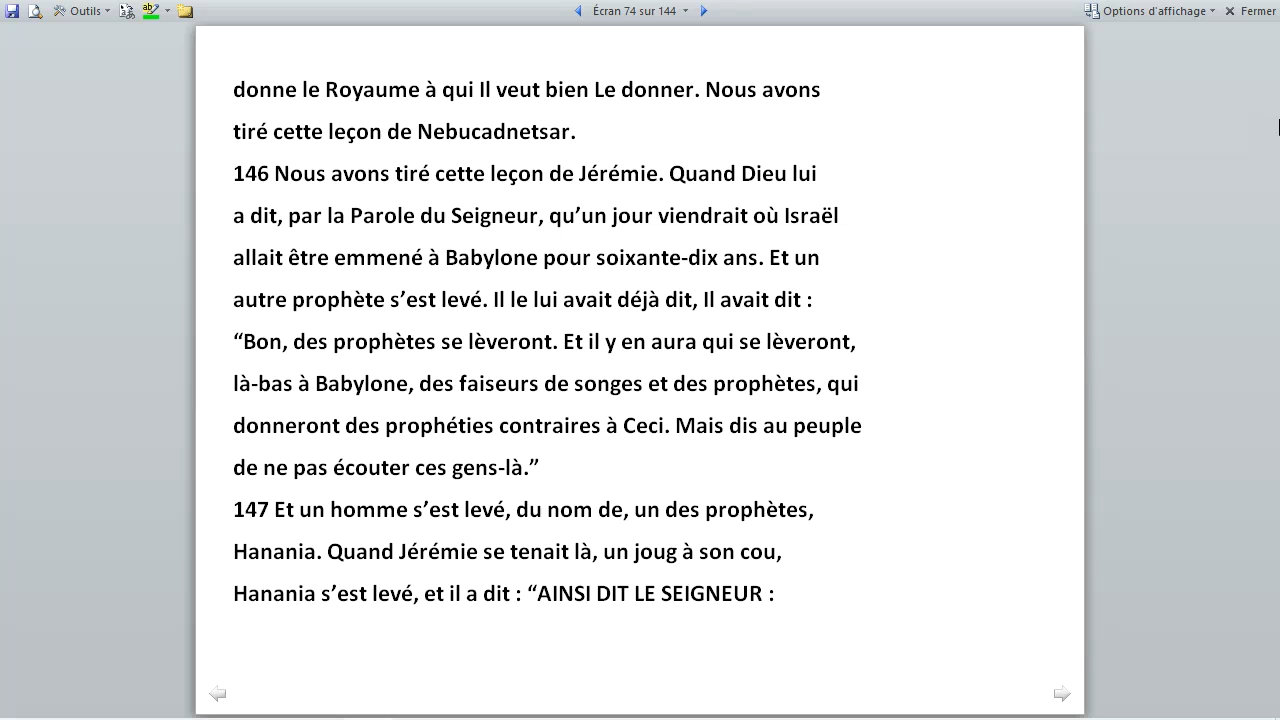 Outils
Écran 74 sur 144
Options d'affichage
Fermer
donne le Royaume à qui Il veut bien Le donner. Nous avons
tiré cette leçon de Nebucadnetsar.
146 Nous avons tiré cette leçon de Jérémie. Quand Dieu lui
a dit, par la Parole du Seigneur, qu’un jour viendrait où Israël
allait être emmené à Babylone pour soixante-dix ans. Et un
autre prophète s’est levé. Il le lui avait déjà dit, Il avait dit :
“Bon, des prophètes se lèveront. Et il y en aura qui se lèveront,
là-bas à Babylone, des faiseurs de songes et des prophètes, qui
donneront des prophéties contraires à Ceci. Mais dis au peuple
de ne pas écouter ces gens-là.”
147 Et un homme s’est levé, du nom de, un des prophètes,
Hanania. Quand Jérémie se tenait là, un joug à son cou,
Hanania s’est levé, et il a dit : “AINSI DIT LE SEIGNEUR :